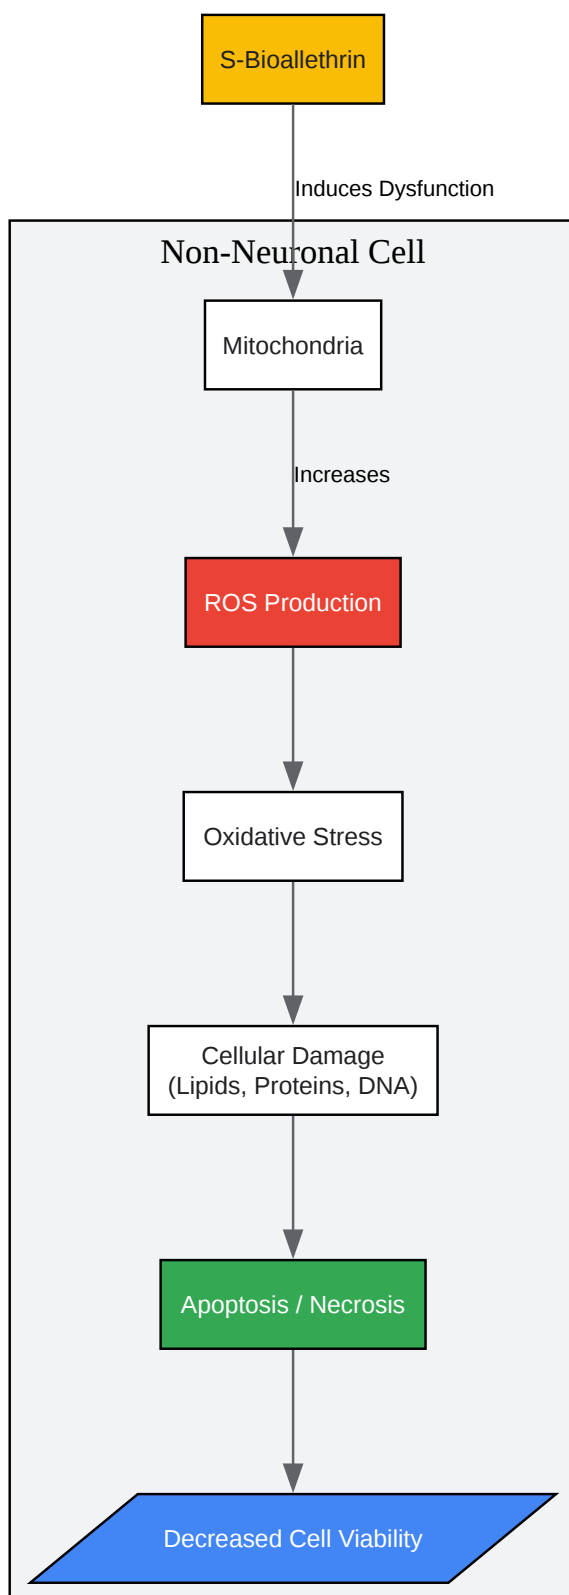 S-Bioallethrin
Induces Dysfunction
Non-Neuronal Cell
Mitochondria
Increases
ROS Production
Oxidative Stress
Cellular Damage
(Lipids, Proteins, DNA)
Apoptosis / Necrosis
Decreased Cell Viability